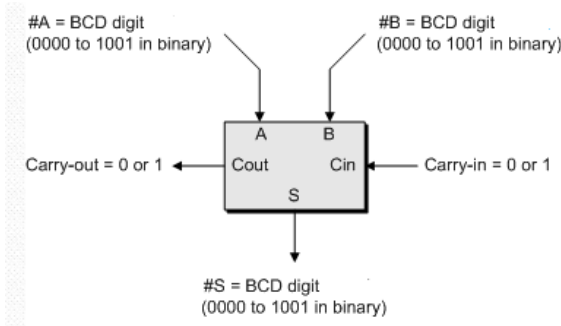 #A = BCD digit
(0000 to 1001 in binary)
#B = BCD digit
(0000 to 1001 in binary)
A
B
Carry-out = 0 or 1
Cout
Cin
Carry-in = 0 or 1
S
#S = BCD digit
(0000 to 1001 in binary)